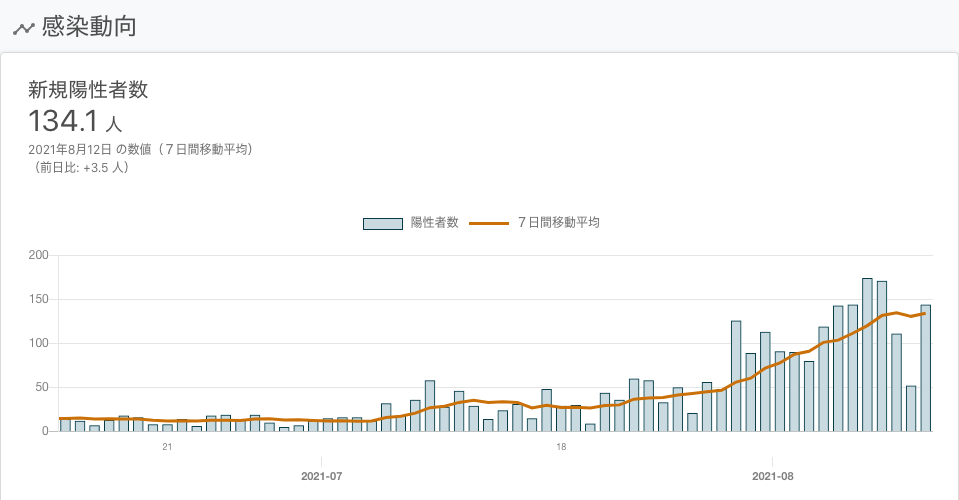 感染動向
新規陽性者数
134.1 人
2021年8月12日 の数値（７日間移動平均）
（前日比: +3.5 人）
陽性者数 ７日間移動平均
200
150
100
50
0
21 18
2021-07 2021-08